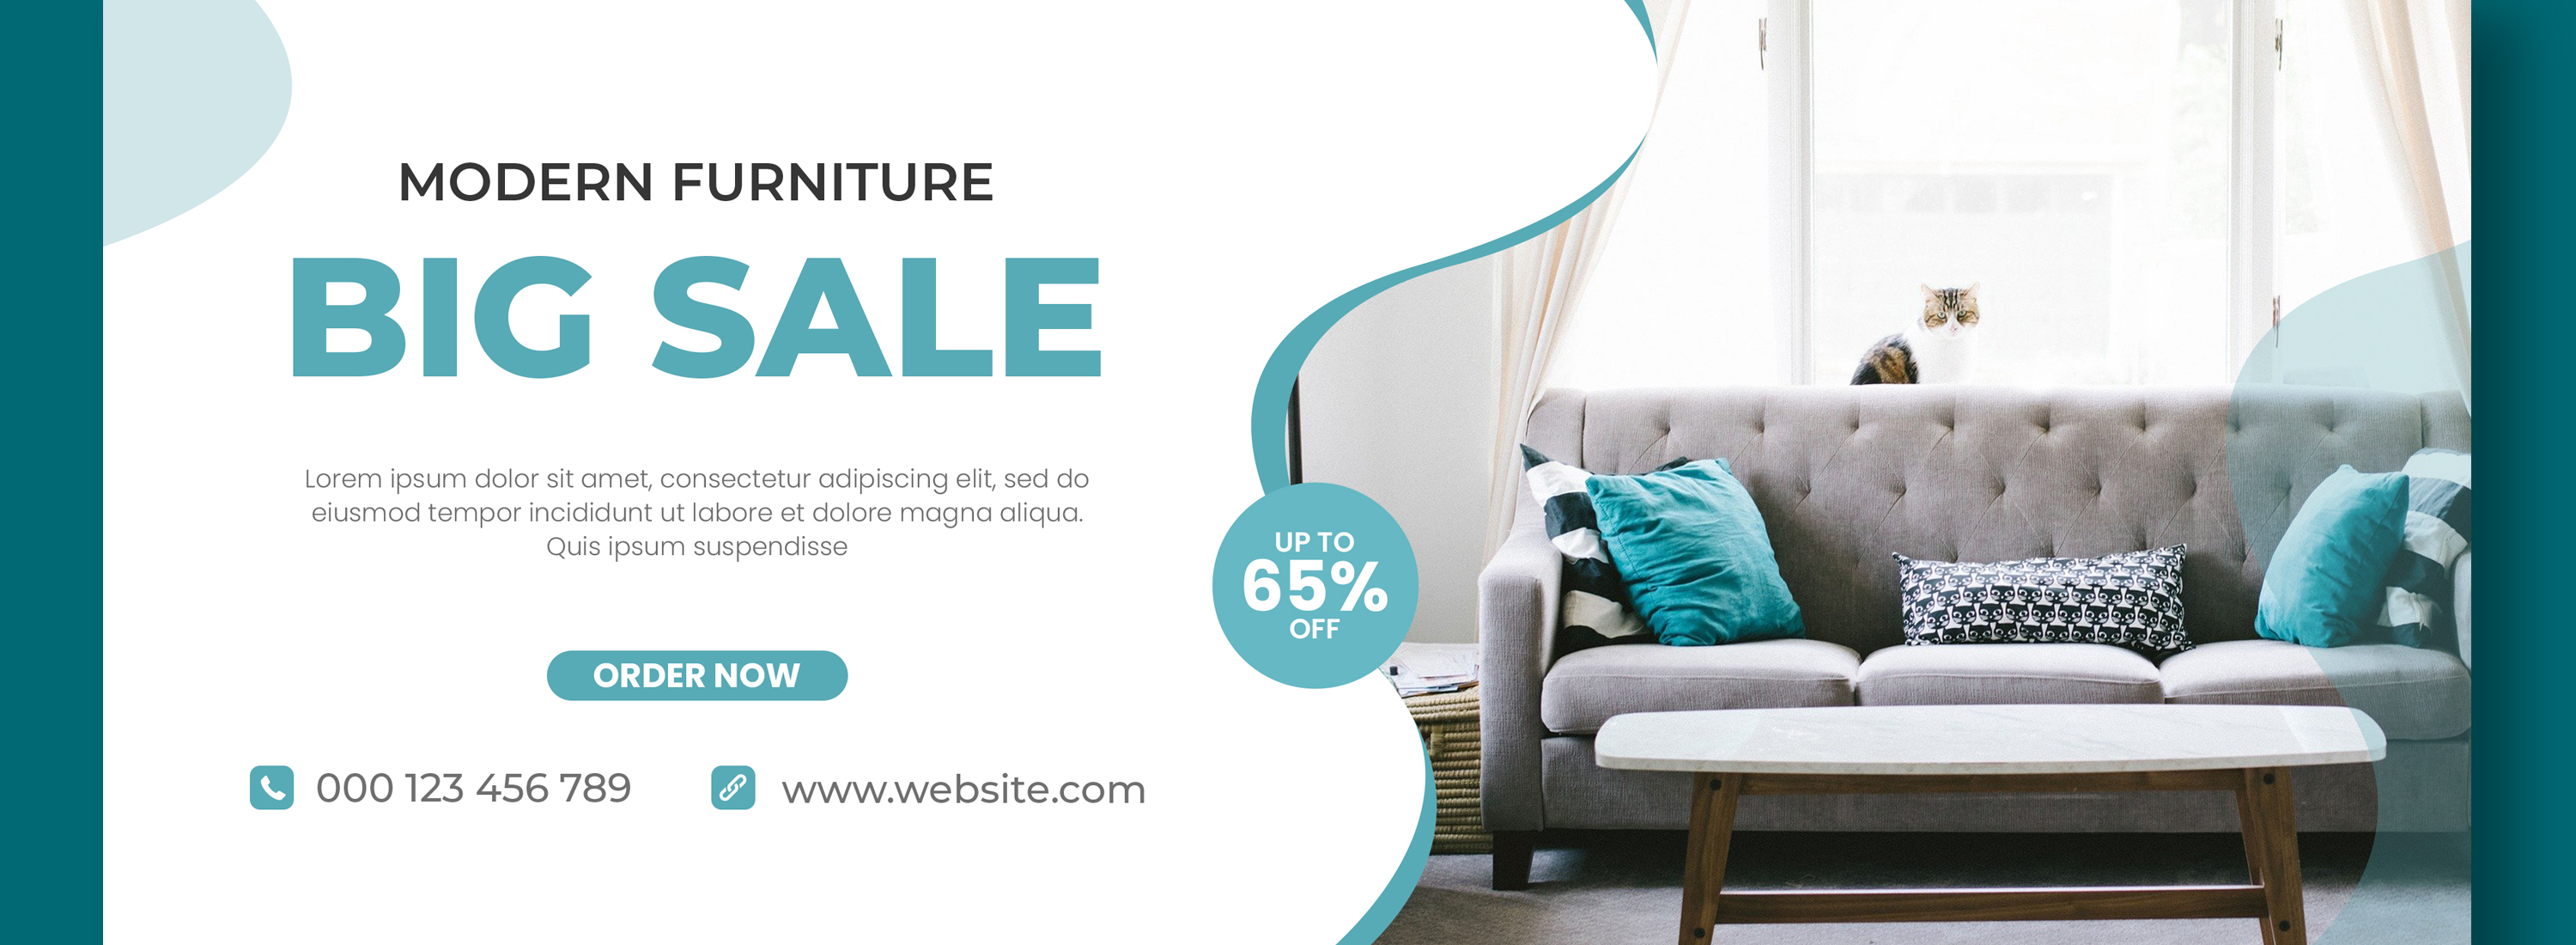 MODERN FURNITURE
BIG SALE
Lorem ipsum dolor sit amet, consectetur adipiscing elit, sed do
eiusmod tempor incididunt ut labore et dolore magna aliqua.
Quis ipsum suspendisse
ORDER NOW
000 123 456 789
www.website.com
UP TO
65%
OFF